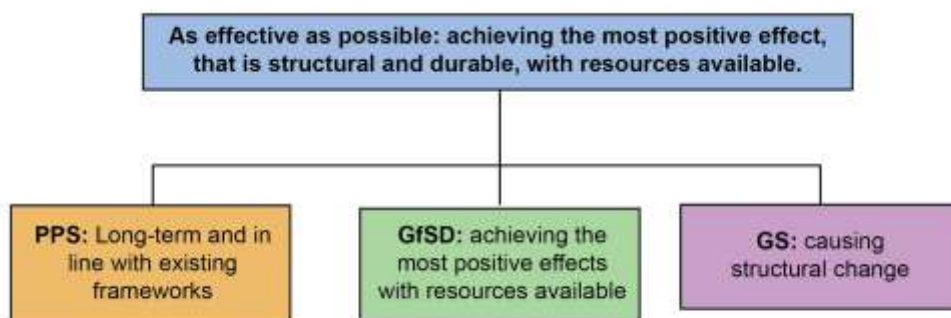 As effective as possible: achieving the most positive effect,
that is structural and durable, with resources available.
PPS: Long-term and in
line with existing
frameworks
GfSD: achieving the
most positive effects
with resources available
GS: causing
structural change